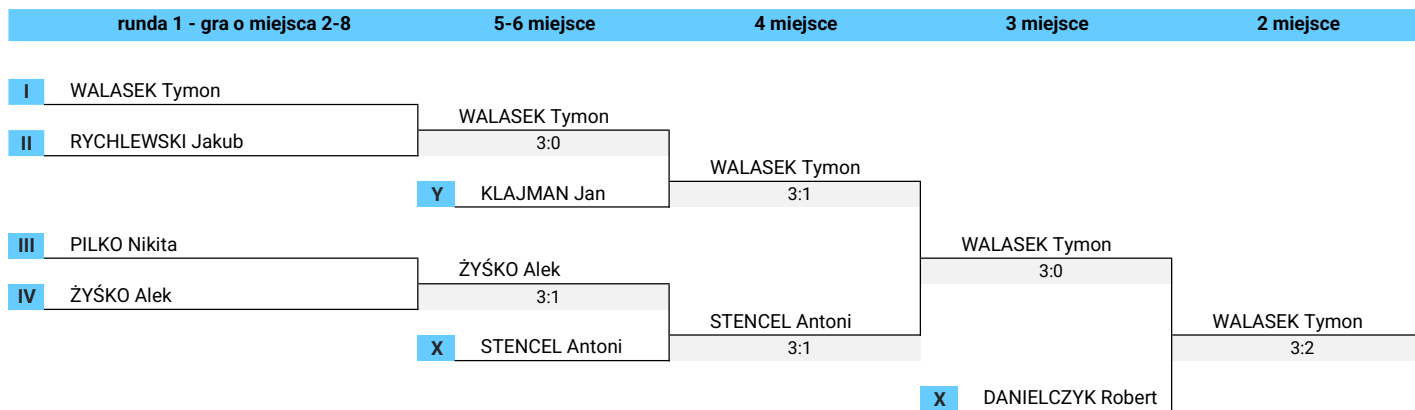 runda 1 - gra o miejsca 2-8 5-6 miejsce 4 miejsce 3 miejsce 2 miejsce
I WALASEK Tymon
WALASEK Tymon
II RYCHLEWSKI Jakub 3:0
WALASEK Tymon
Y KLAJMAN Jan 3:1
III PILKO Nikita WALASEK Tymon
ŻYŚKO Alek 3:0
IV ŻYŚKO Alek 3:1
STENCEL Antoni WALASEK Tymon
X STENCEL Antoni 3:1 3:2
X DANIELCZYK Robert